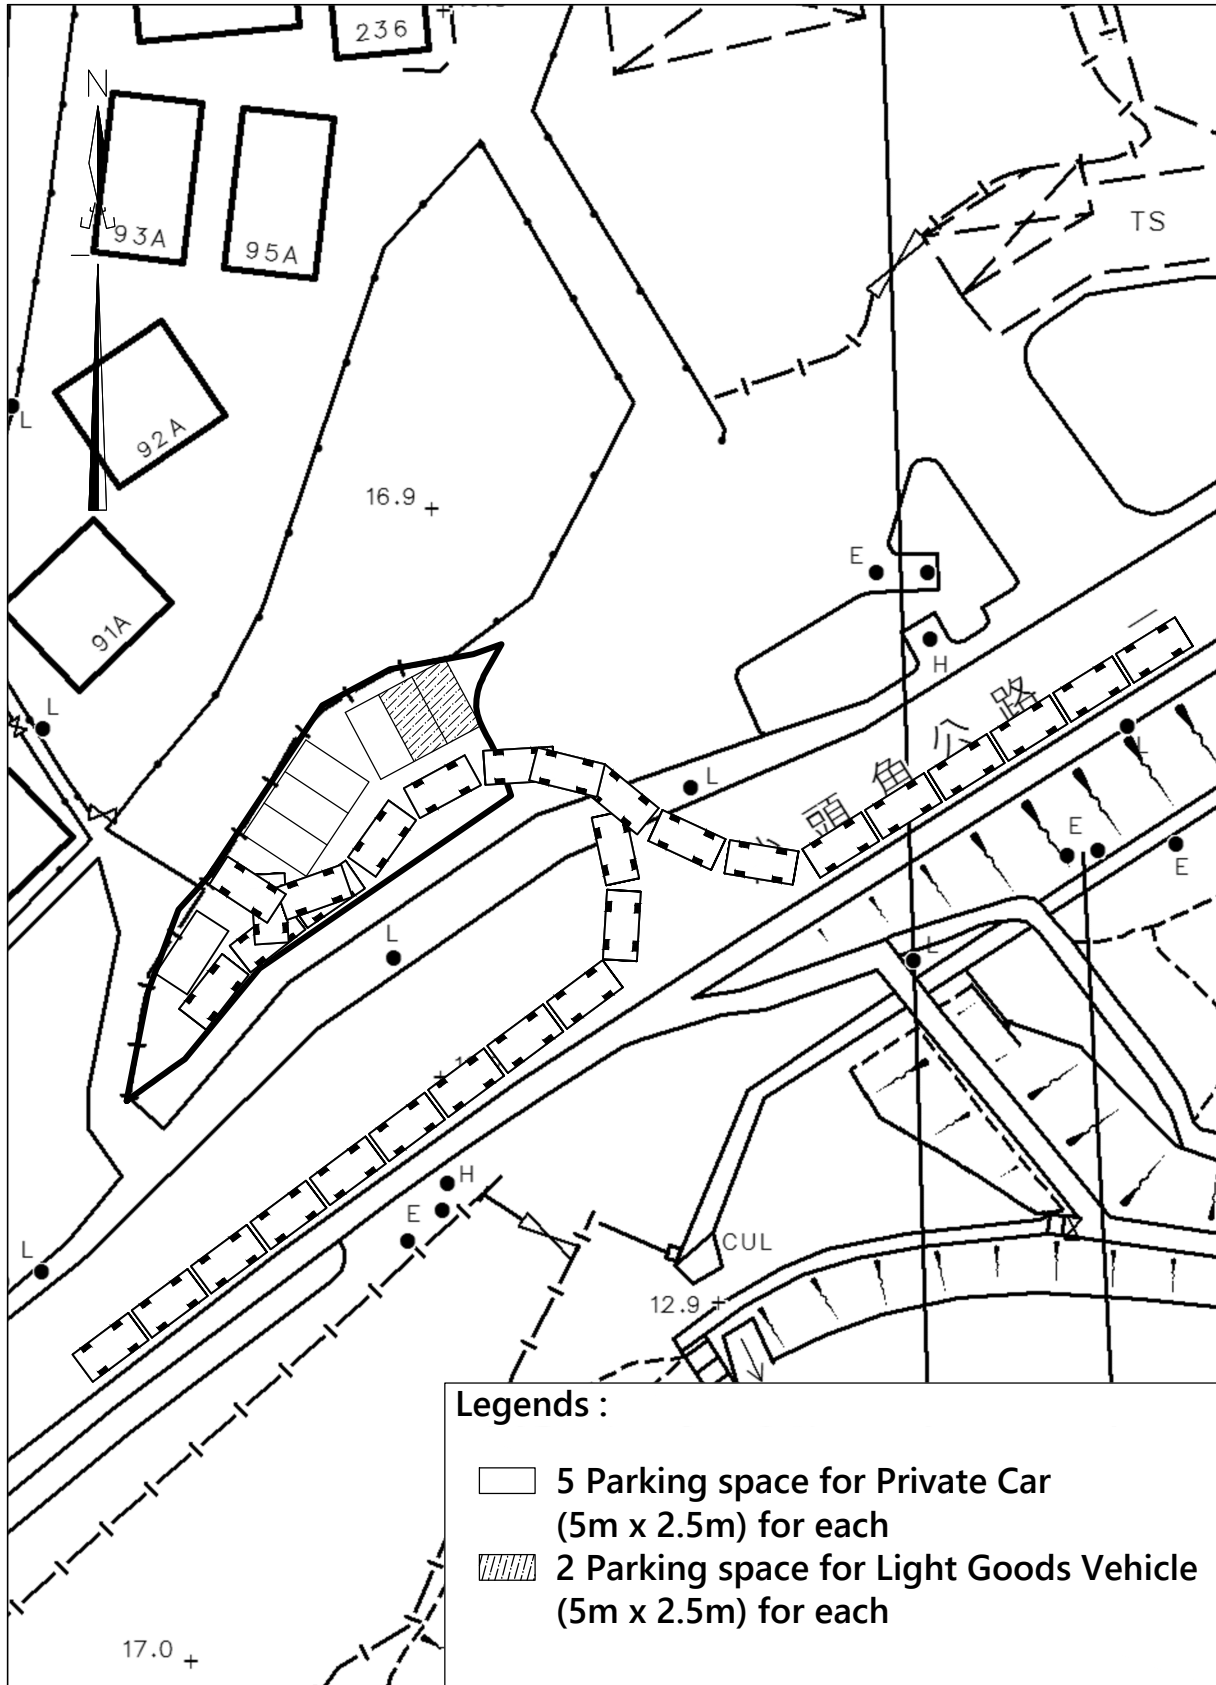 236
N
93A
95A
TS
L
92A
16.9
E
91A
H
L
路
公
L
L
魚
頭
E
E
L
L
H
E
CUL
L
12.9
Legends :
5 Parking space for Private Car
(5m x 2.5m) for each
2 Parking space for Light Goods Vehicle
(5m x 2.5m) for each
17.0